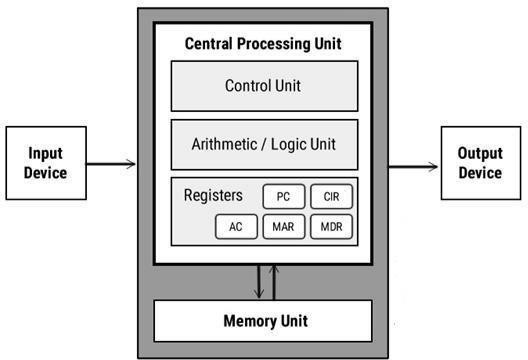 Central Processing Unit
Control Unit
Arithmetic / Logic Unit
Registers
PC
CIR
AC
MAR
MDR
Input
Device
Output
Device
Memory Unit